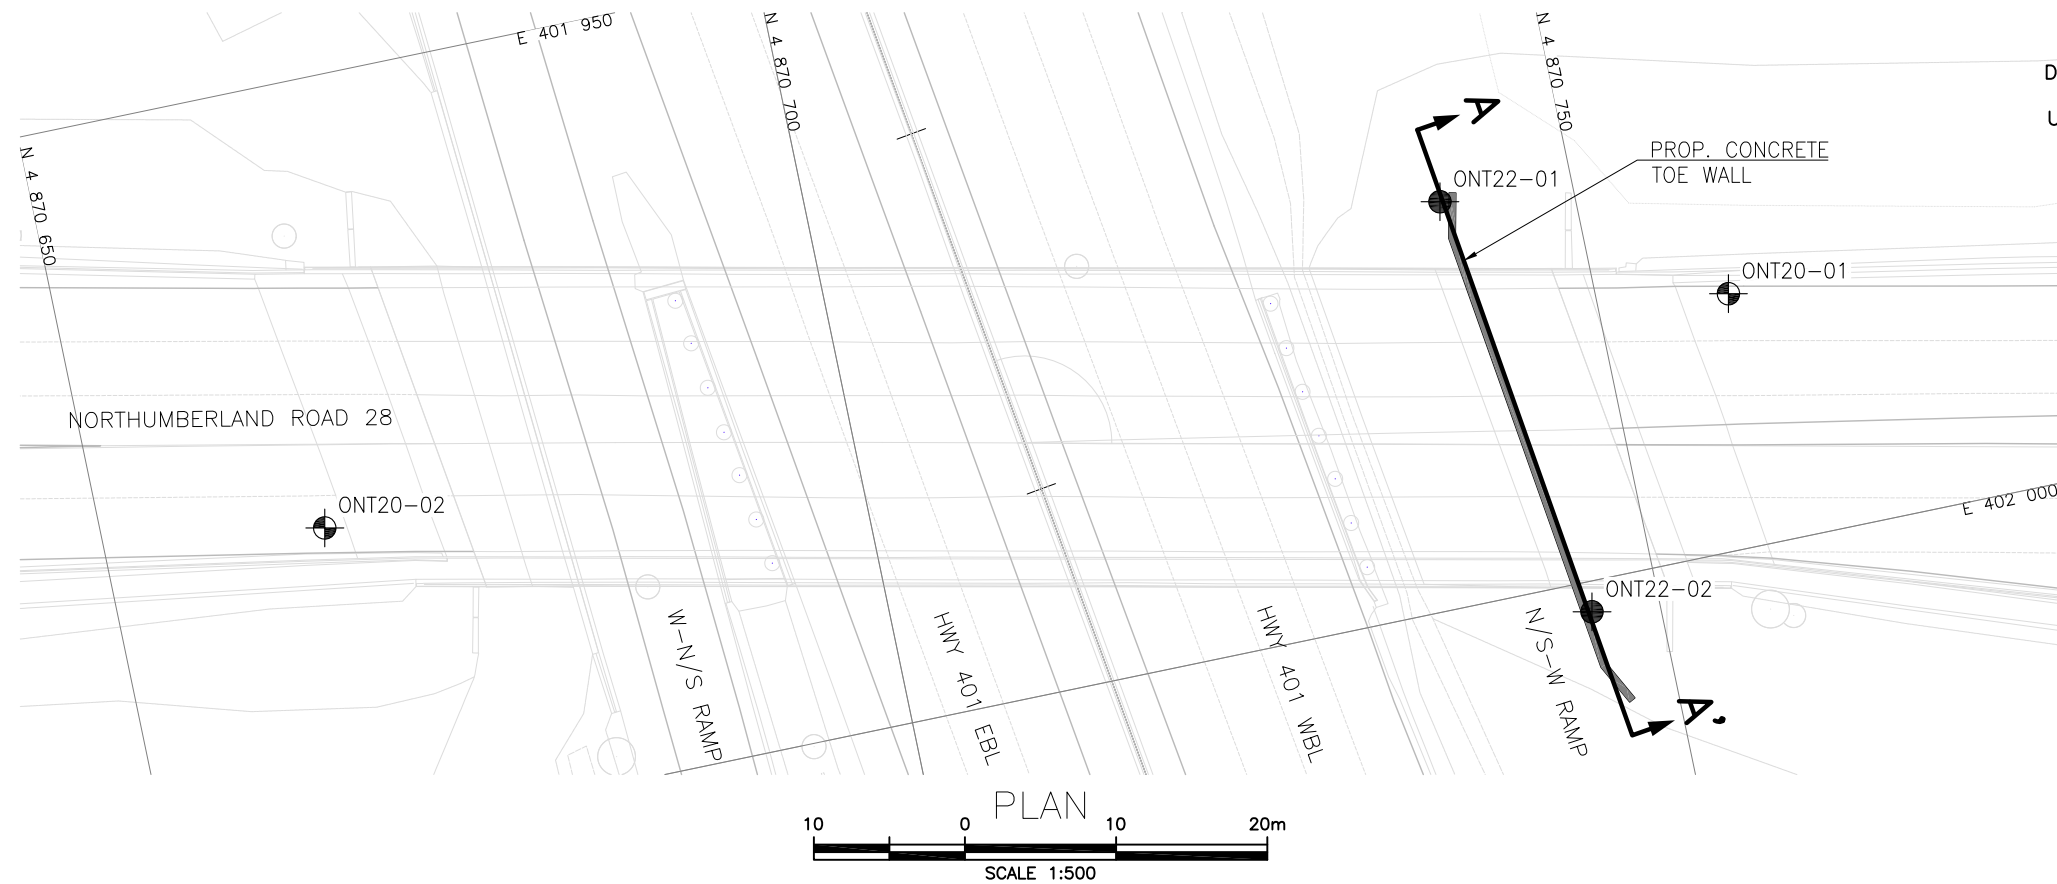 E 401 950
N 4 870 700
N 4 870 750
D
U
A
PROP. CONCRETE
TOE WALL
N 4 870 650
ONT22-01
ONT20-01
NORTHUMBERLAND ROAD 28
ONT20-02
E 402 000
ONT22-02
W-N/S RAMP
HWY 401 EBL
HWY 401 WBL
N/S-W RAMP
A'
PLAN
10 0 10 20m
SCALE 1:500